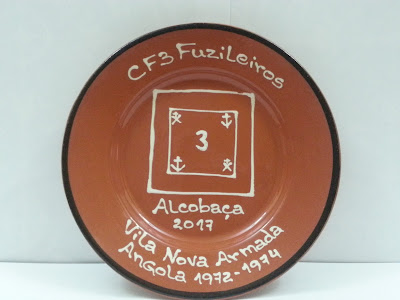 CF3 FuziLeiros
3
Alcobaça
2017
Vila Nova Armada
Angola 1972-1974